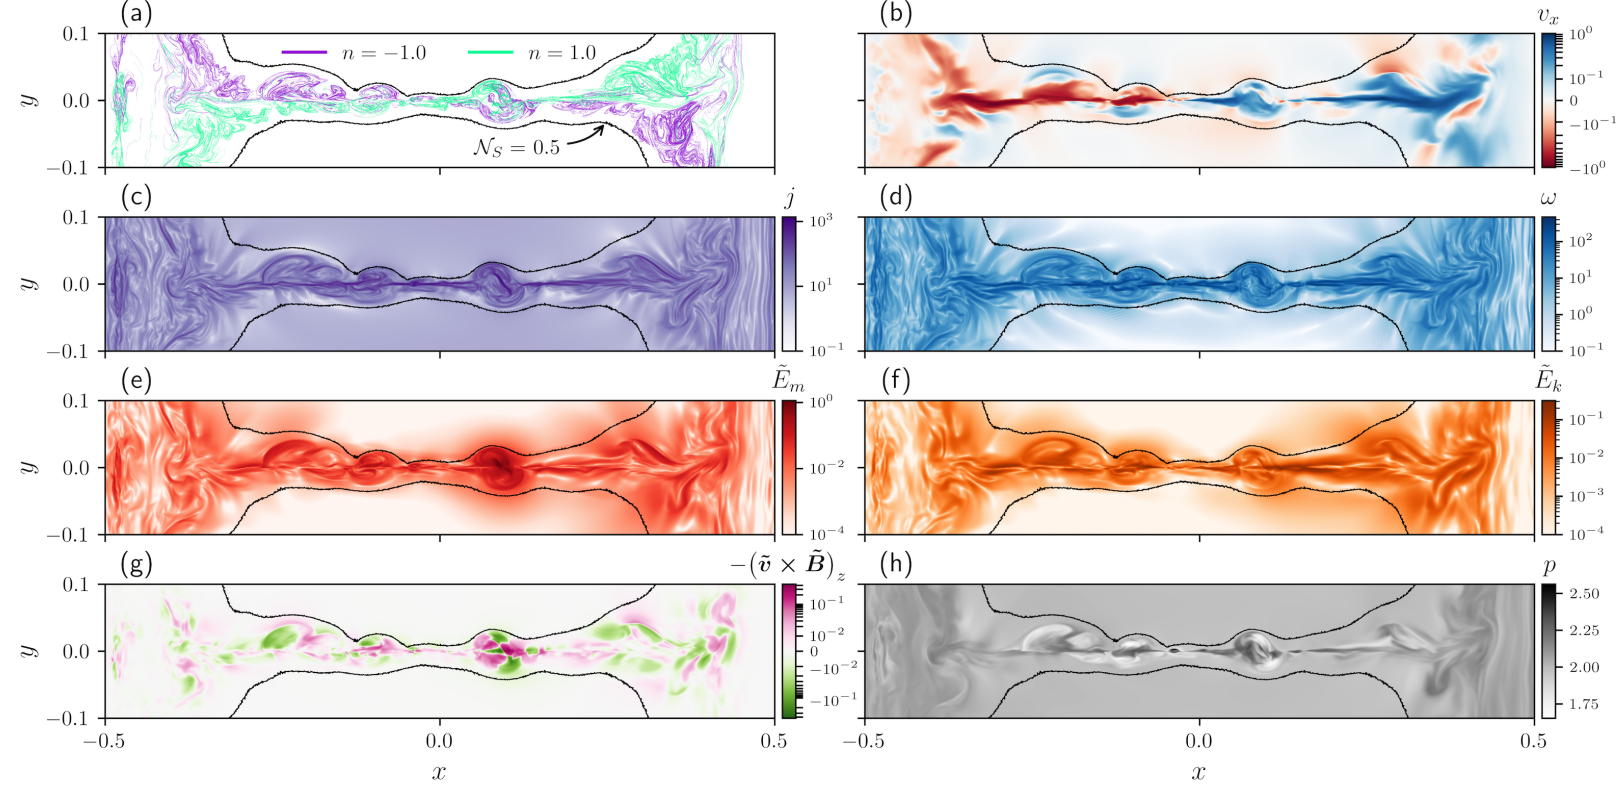 (a)
(b)
v_x
0.1
0.0
−0.1
y
n = −1.0
n = 1.0
𝒩_S = 0.5
10^0
10^−1
0
−10^−1
−10^0
(c)
j
(d)
ω
0.1
0.0
−0.1
y
10^3
10^1
10^−1
10^2
10^1
10^0
10^−1
(e)
Ẽ_m
(f)
Ẽ_k
0.1
0.0
−0.1
y
10^0
10^−2
10^−4
10^−1
10^−2
10^−3
10^−4
(g)
−(ṽ × B̃)_z
(h)
p
0.1
0.0
−0.1
y
10^−1
10^−2
0
−10^−2
−10^−1
2.50
2.25
2.00
1.75
−0.5
0.0
0.5
−0.5
0.0
0.5
x
x